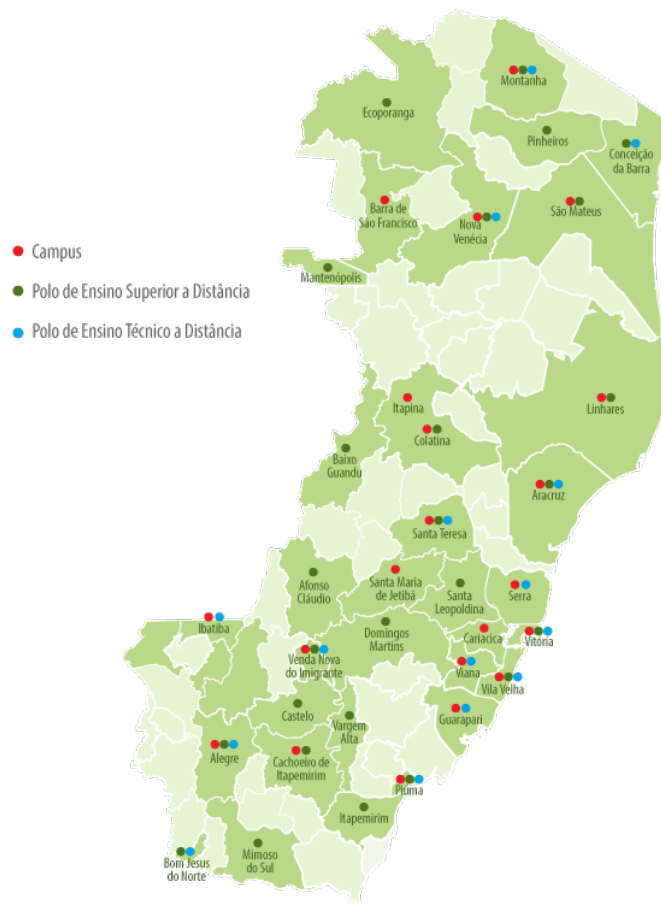 Montanha
Ecoporanga
Pinheiros
Conceição
da Barra
Barra de
São Francisco
São Mateus
Nova
Venécia
Campus
Mantenópolis
Polo de Ensino Superior a Distância
Polo de Ensino Técnico a Distância
Itapina
Linhares
Colatina
Baixo
Guandu
Aracruz
Santa Teresa
Afonso
Cláudio
Santa Maria
de Jetibá
Santa
Leopoldina
Serra
Ibatiba
Domingos
Martins
Cariacica
Vitória
Venda Nova
do Imigrante
Viana
Vila Velha
Castelo
Vargem
Alta
Guarapari
Alegre
Cachoeiro de
Itapemirim
Piúma
Itapemirim
Bom Jesus
do Norte
Mimoso
do Sul